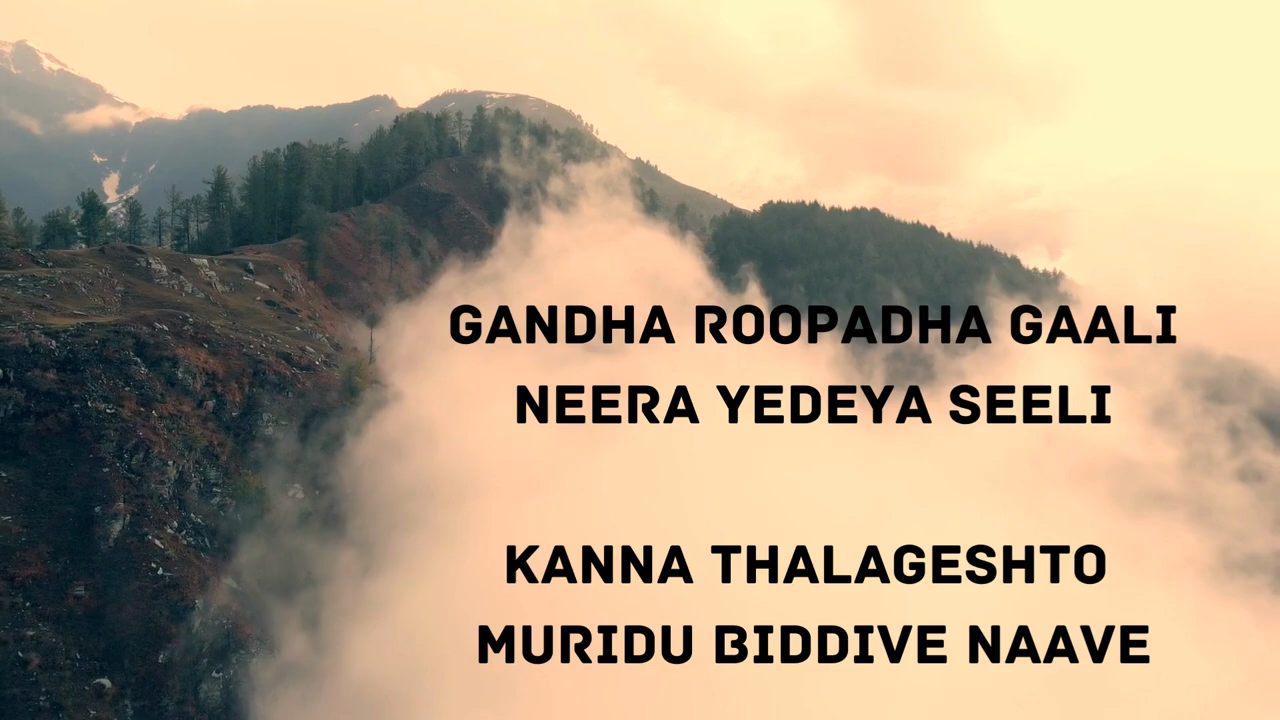 GANDHA ROOPADHA GAALI
NEERA YEDEYA SEELI
KANNA THALAGESHTO
MURIDU BIDDIVE NAAVE